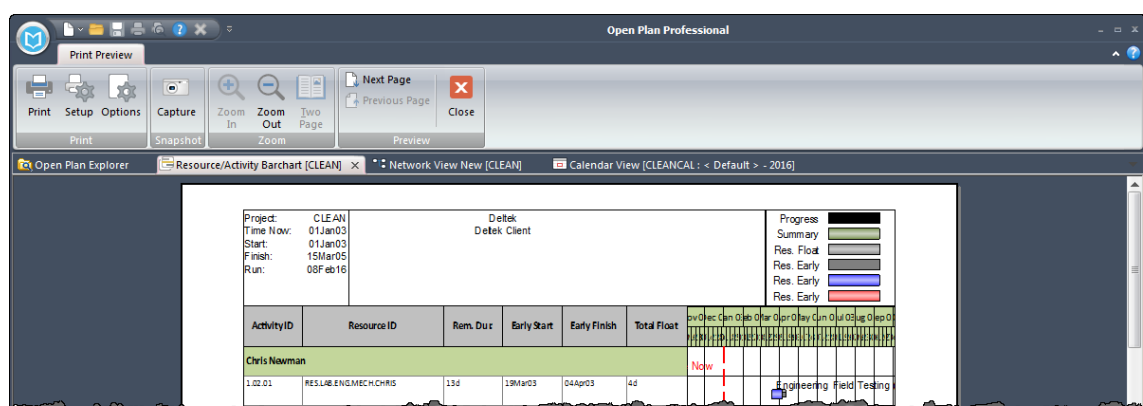 Open Plan Professional
Print Preview
Print Setup Options Capture Zoom In Zoom Out Two Page Next Page Previous Page Close
Print Snapshot Zoom Preview
Open Plan Explorer Resource/Activity Barchart [CLEAN] Network View New [CLEAN] Calendar View [CLEANCAL : < Default > - 2016]
Project: CLEAN Deltek Progress
Time Now: 01Jan03 Deltek Client Summary
Start: 01Jan03 Res. Float
Finish: 15Mar05 Res. Early
Run: 08Feb16 Res. Early
Res. Early
Activity ID Resource ID Rem. Dur Early Start Early Finish Total Float
Chris Newman Now
1.02.01 RES.LAB.ENG.MECH.CHRIS 13d 19Mar03 04Apr03 4d Engineering Field Testing